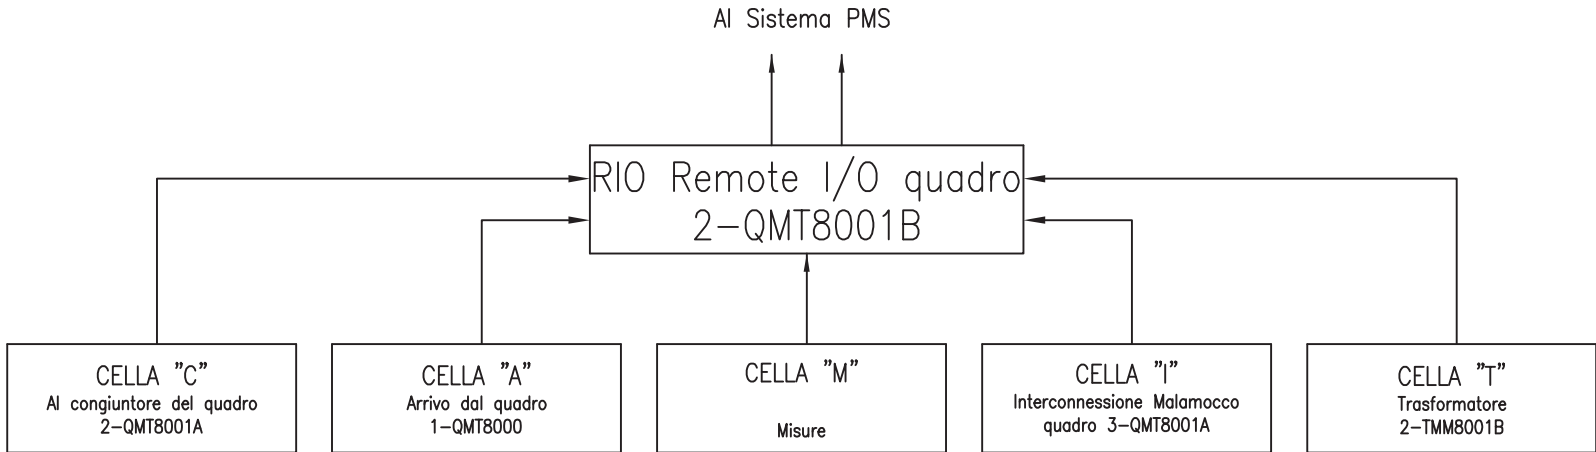 Al Sistema PMS
RIO Remote I/O quadro
2-QMT8001B
CELLA "C"
Al congiuntore del quadro
2-QMT8001A
CELLA "A"
Arrivo dal quadro
1-QMT8000
CELLA "M"
Misure
CELLA "I"
Interconnessione Malamocco
quadro 3-QMT8001A
CELLA "T"
Trasformatore
2-TMM8001B